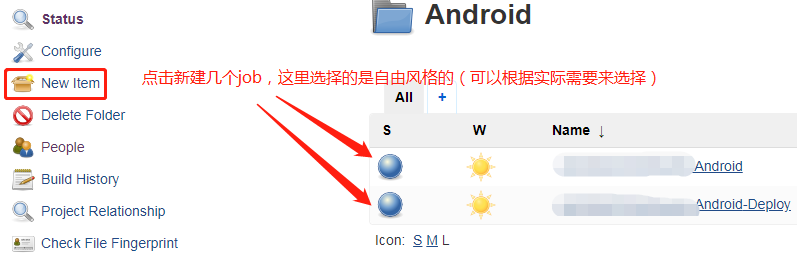 Android
Status
Configure
New Item
点击新建几个job，这里选择的是自由风格的（可以根据实际需要来选择）
Delete Folder
All +
People
S W Name ↓
Build History
Android
Project Relationship
Android-Deploy
Check File Fingerprint
Icon: S M L